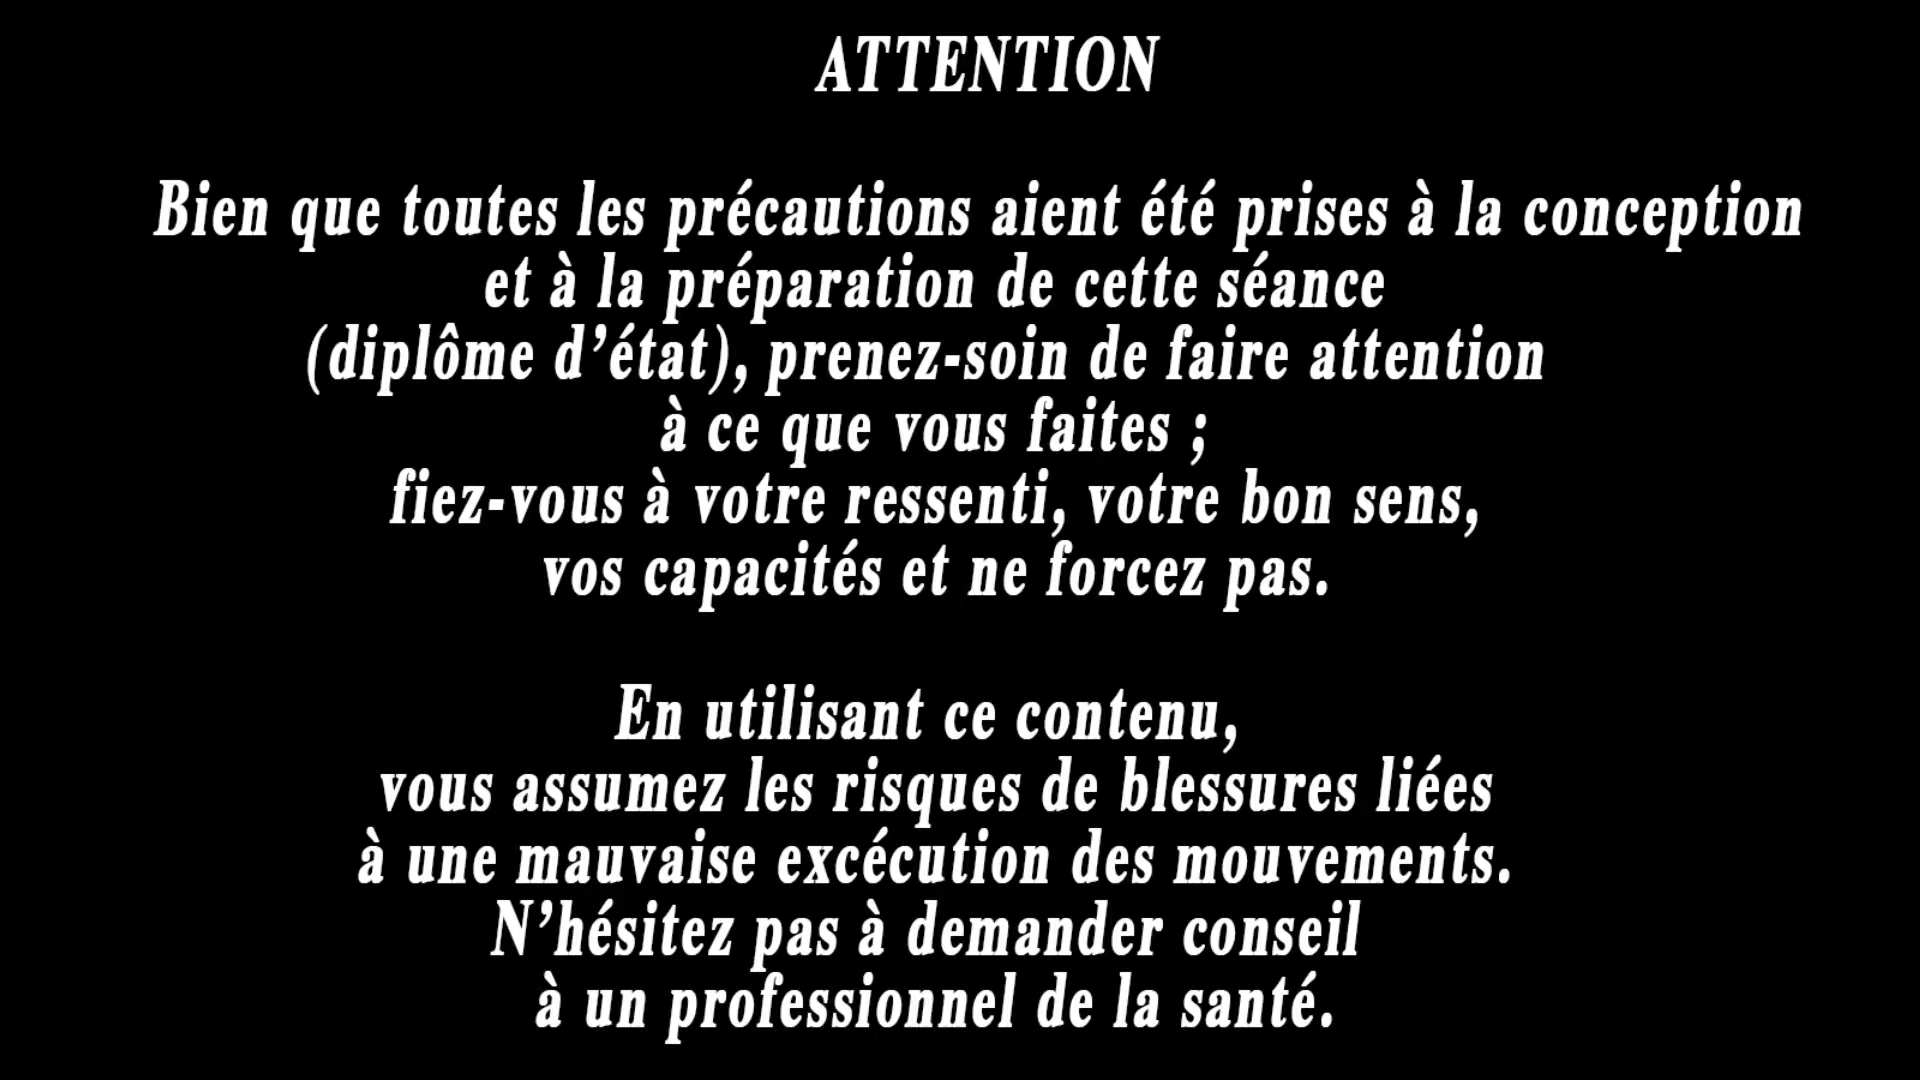 ATTENTION
Bien que toutes les précautions aient été prises à la conception
et à la préparation de cette séance
(diplôme d’état), prenez-soin de faire attention
à ce que vous faites ;
fiez-vous à votre ressenti, votre bon sens,
vos capacités et ne forcez pas.
En utilisant ce contenu,
vous assumez les risques de blessures liées
à une mauvaise excécution des mouvements.
N’hésitez pas à demander conseil
à un professionnel de la santé.